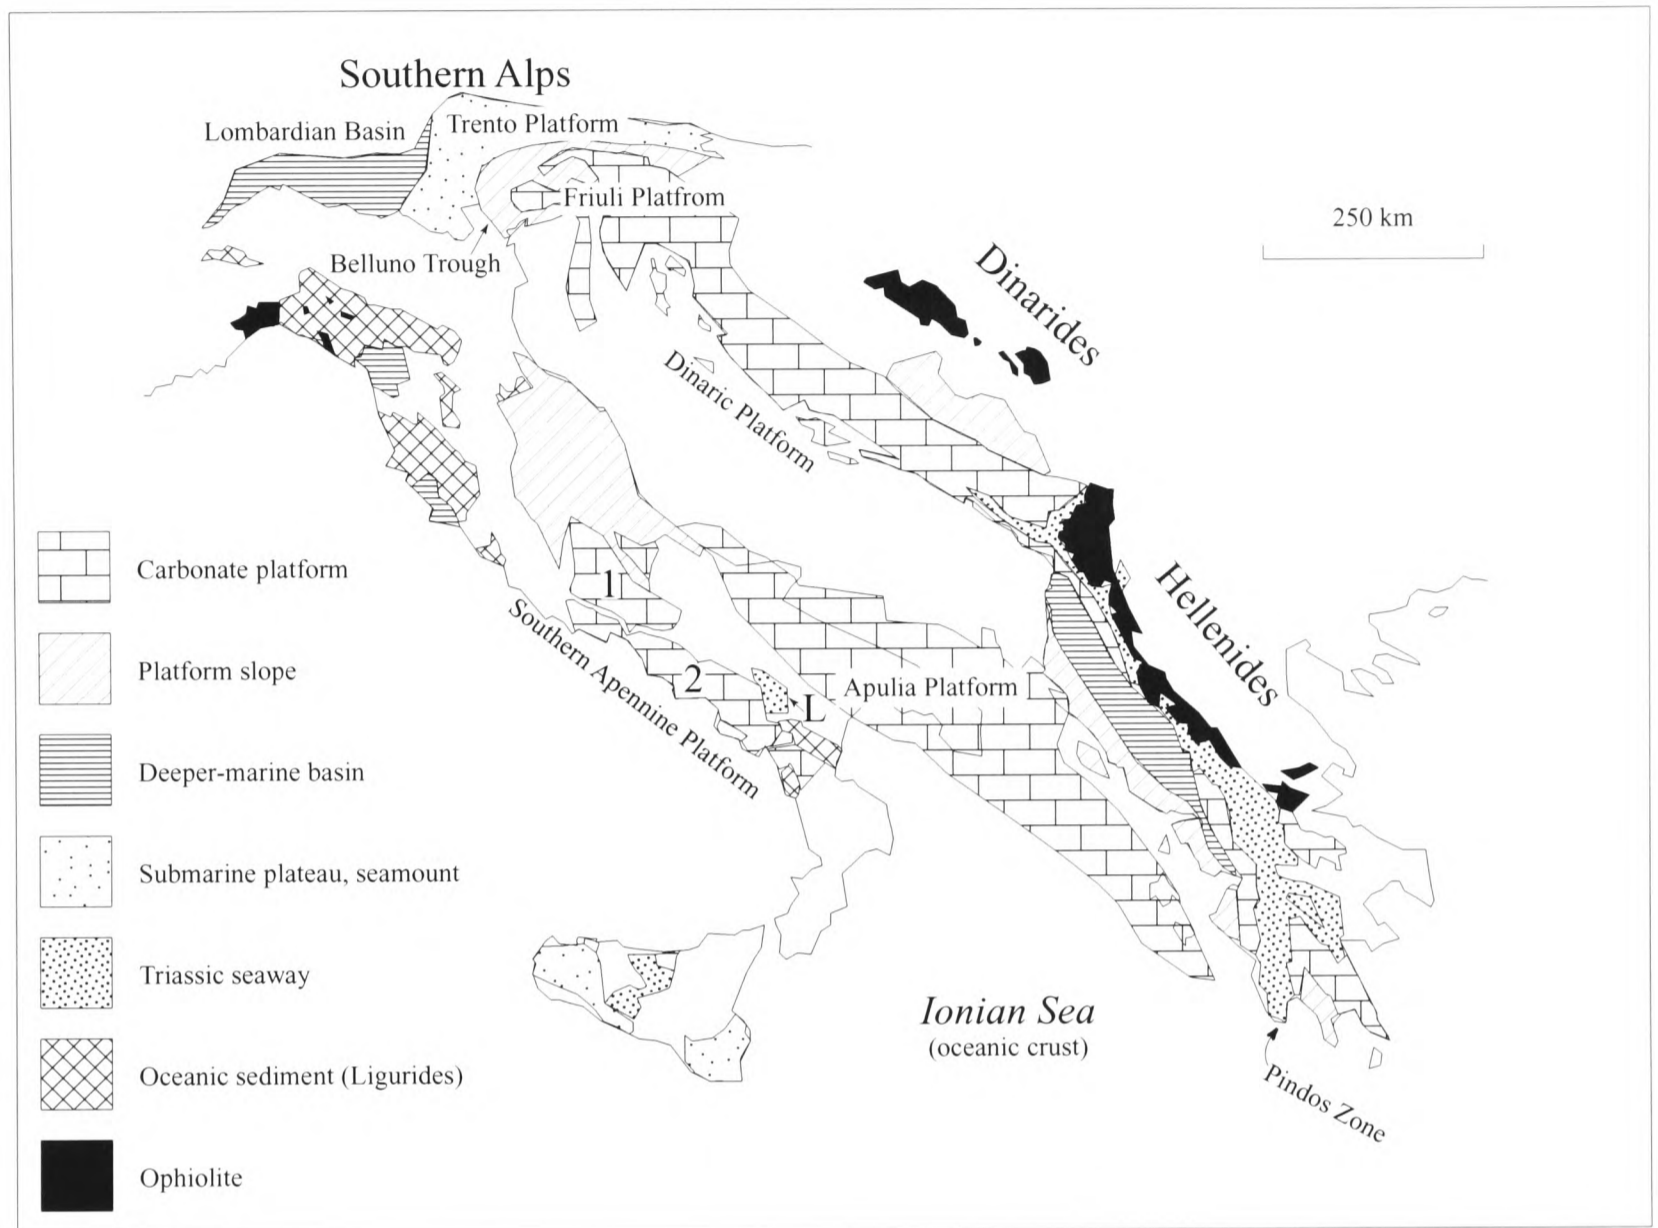 Southern Alps
Lombardian Basin
Trento Platform
Friuli Platfrom
250 km
Belluno Trough
Dinarides
Dinaric Platform
Carbonate platform
1
Hellenides
Southern Apennine Platform
Platform slope
2
Apulia Platform
L
Deeper-marine basin
Submarine plateau, seamount
Triassic seaway
Ionian Sea
(oceanic crust)
Oceanic sediment (Ligurides)
Pindos Zone
Ophiolite